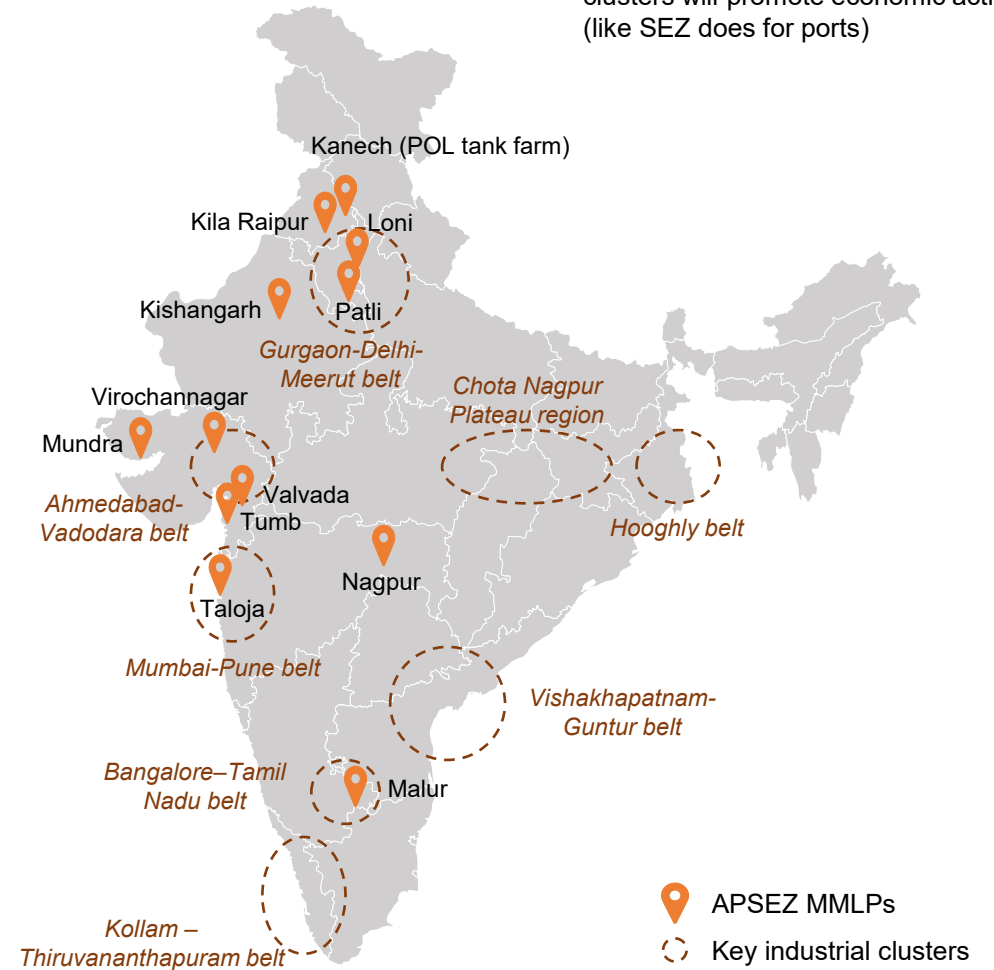 (like SEZ does for ports)
Kanech (POL tank farm)
Kila Raipur
Loni
Kishangarh
Patli
Gurgaon-Delhi-
Meerut belt
Chota Nagpur
Plateau region
Virochannagar
Mundra
Valvada
Ahmedabad-
Vadodara belt
Tumb
Hooghly belt
Nagpur
Taloja
Mumbai-Pune belt
Vishakhapatnam-
Guntur belt
Bangalore–Tamil
Nadu belt
Malur
APSEZ MMLPs
Kollam –
Thiruvananthapuram belt
Key industrial clusters